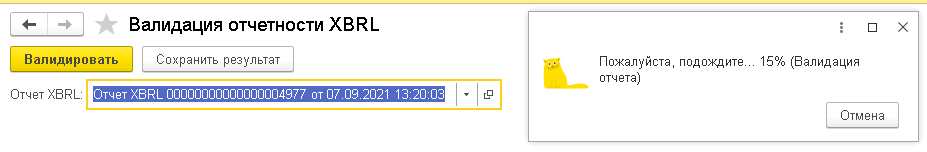 Валидация отчетности XBRL
Валидировать
Сохранить результат
Отчет XBRL:
Отчет XBRL 00000000000000004977 от 07.09.2021 13:20:03
Пожалуйста, подождите... 15% (Валидация
отчета)
Отмена